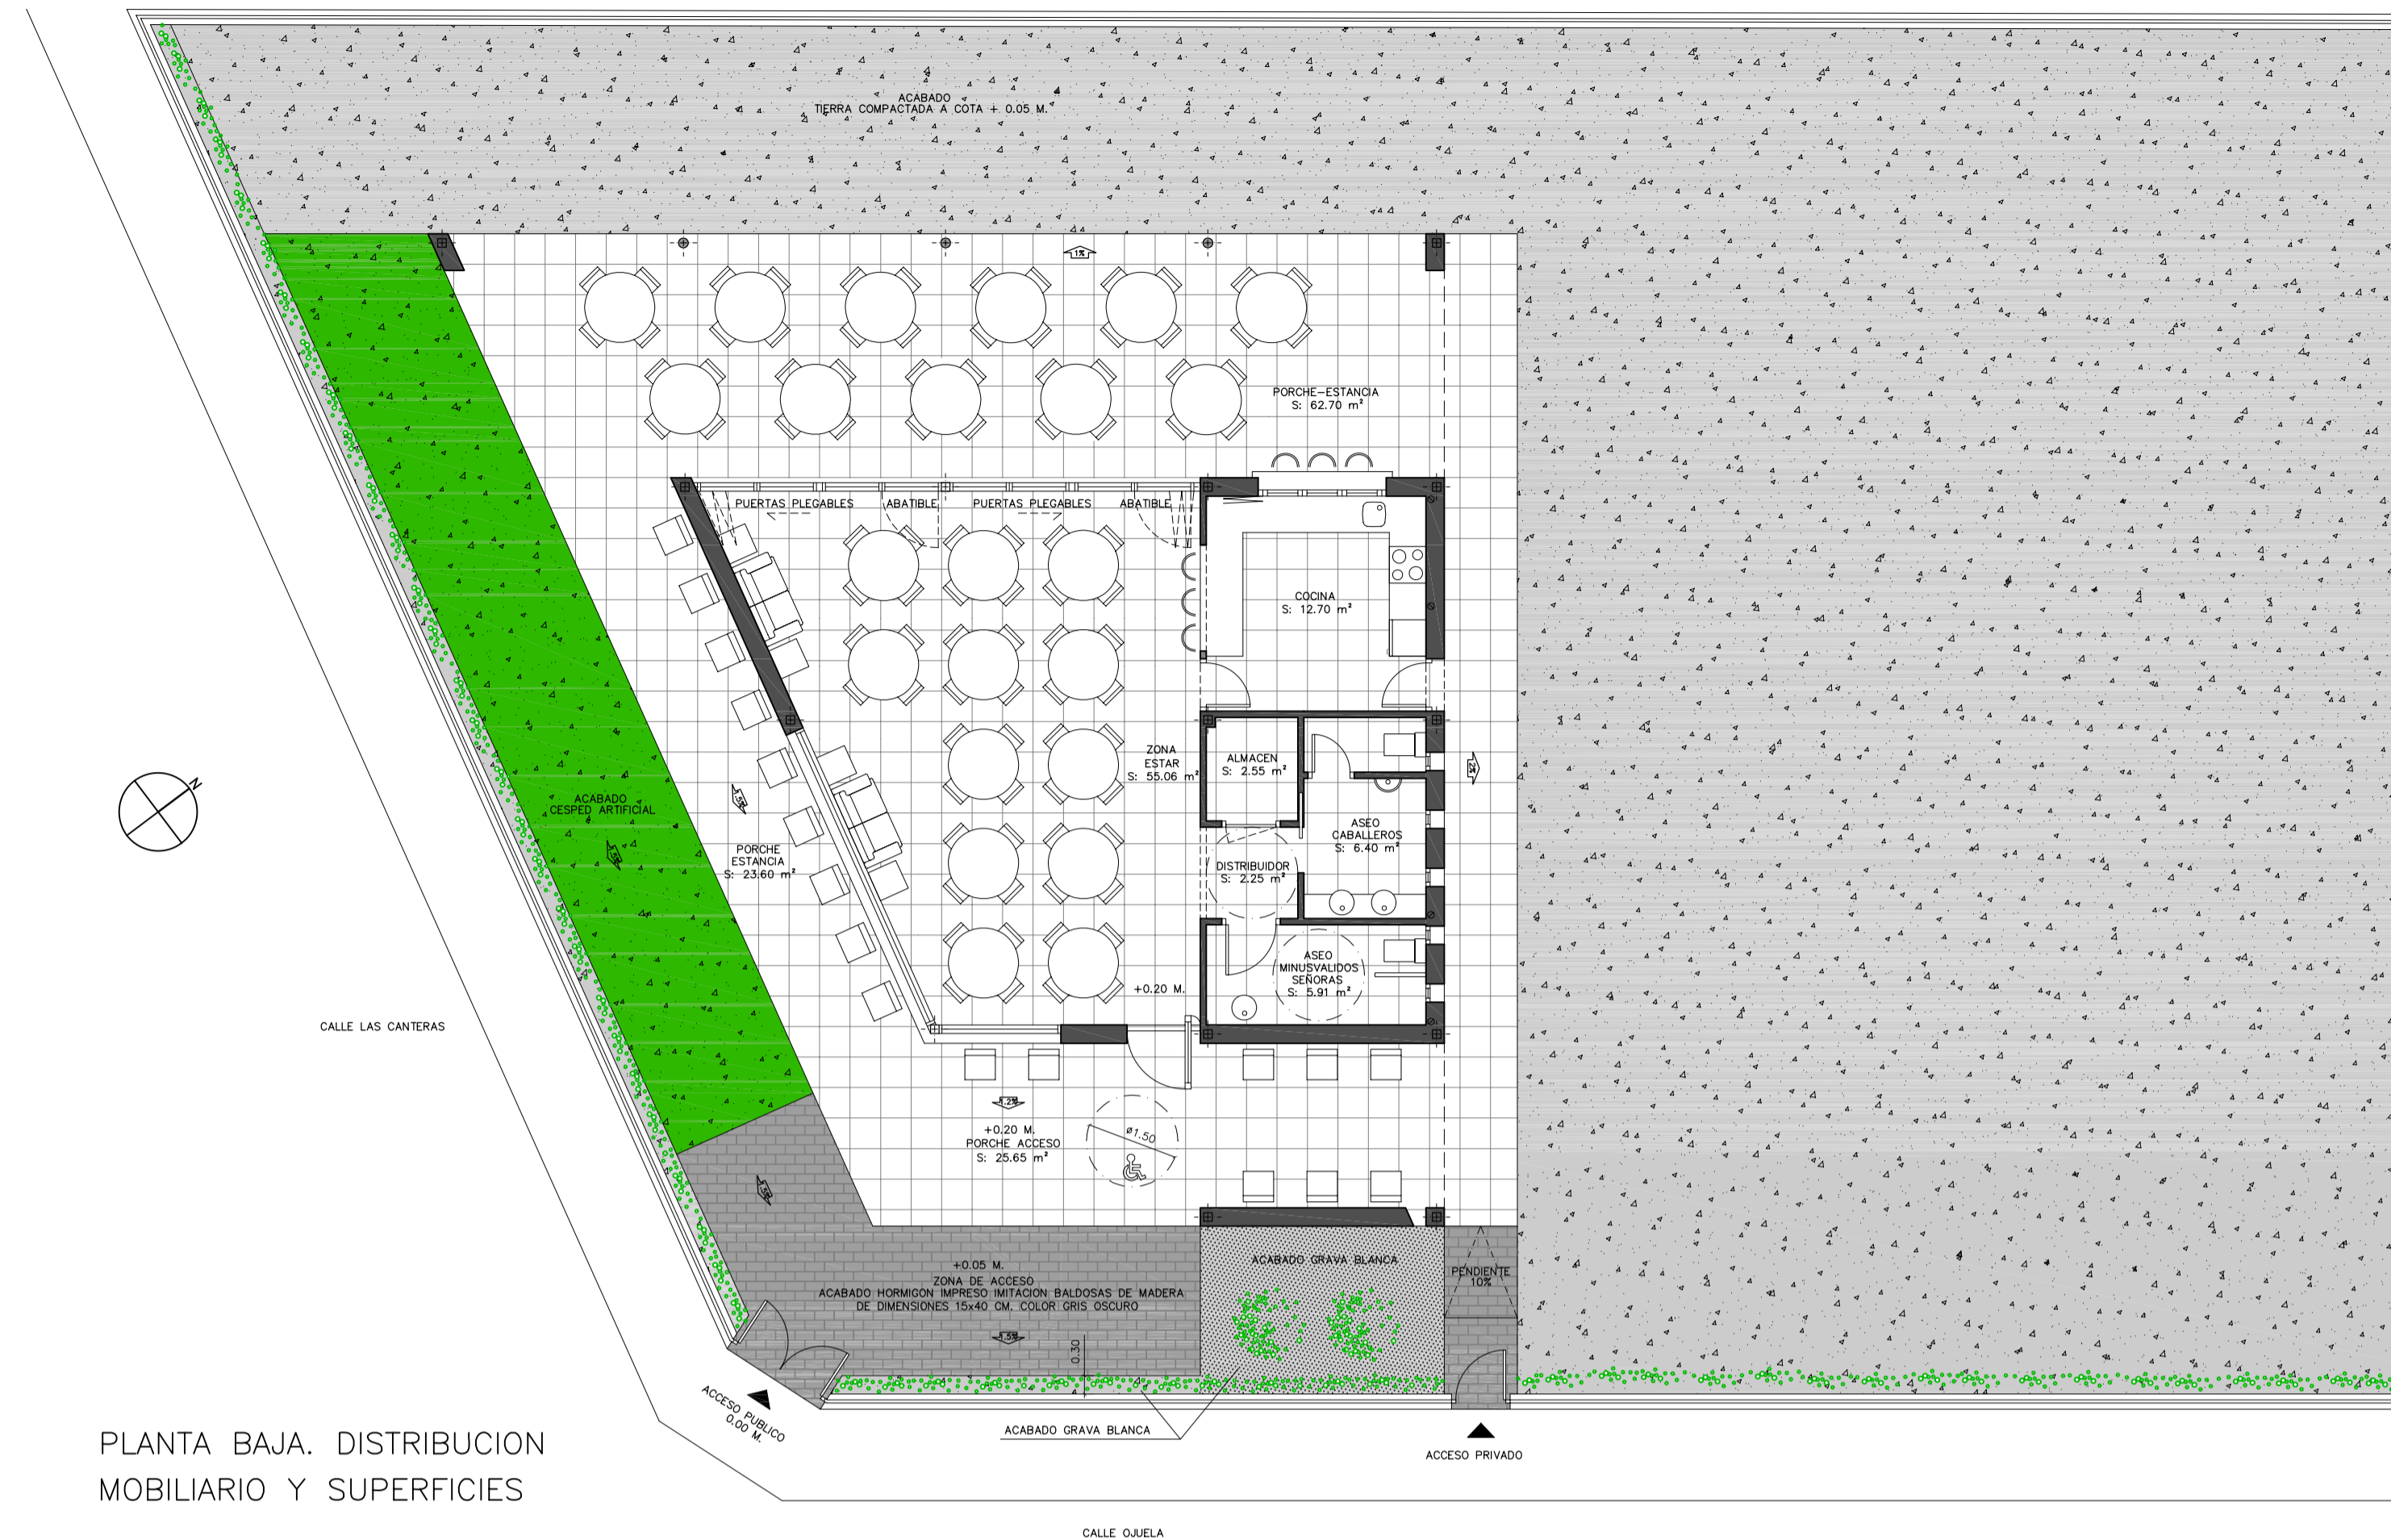 ACABADO
TIERRA COMPACTADA A COTA + 0.05 M.
1%
PORCHE-ESTANCIA
S: 62.70 m²
PUERTAS PLEGABLES
ABATIBLE
PUERTAS PLEGABLES
ABATIBLE
COCINA
S: 12.70 m²
ZONA
ESTAR
S: 55.06 m²
ALMACEN
S: 2.55 m²
2%
N
ACABADO
CESPED ARTIFICIAL
ASEO
CABALLEROS
S: 6.40 m²
PORCHE
ESTANCIA
S: 23.60 m²
DISTRIBUIDOR
S: 2.25 m²
ASEO
MINUSVALIDOS
SEÑORAS
S: 5.91 m²
+0.20 M.
CALLE LAS CANTERAS
+0.20 M.
PORCHE ACCESO
S: 25.65 m²
ø1.50
+0.05 M.
ZONA DE ACCESO
ACABADO HORMIGON IMPRESO IMITACION BALDOSAS DE MADERA
DE DIMENSIONES 15x40 CM. COLOR GRIS OSCURO
ACABADO GRAVA BLANCA
PENDIENTE
10%
0.30
ACCESO PUBLICO
0.00 M.
ACABADO GRAVA BLANCA
ACCESO PRIVADO
PLANTA BAJA. DISTRIBUCION
MOBILIARIO Y SUPERFICIES
CALLE OJUELA